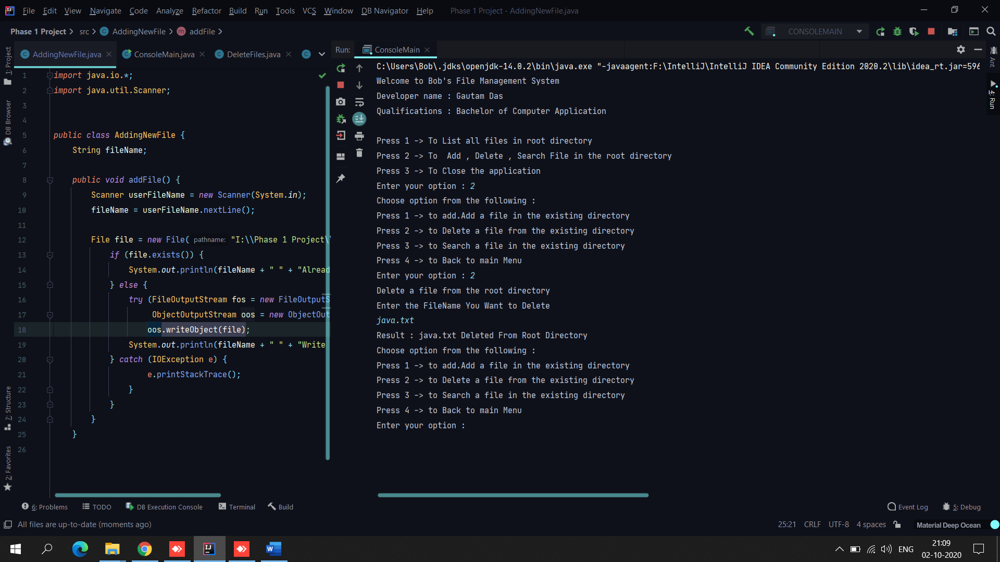 File Edit View Navigate Code Analyze Refactor Build Run Tools VCS Window DB Navigator Help Phase 1 Project - AddingNewFile.java
Phase 1 Project src AddingNewFile addFile
CONSOLEMAIN
AddingNewFile.java ConsoleMain.java DeleteFiles.java
Run: ConsoleMain
1: Project
DB Browser
7: Structure
2: Favorites
1 import java.io.*;
2 import java.util.Scanner;
3
4
5 public class AddingNewFile {
6 String fileName;
7
8 public void addFile() {
9 Scanner userFileName = new Scanner(System.in);
10 fileName = userFileName.nextLine();
11
12 File file = new File( pathname: "I:\\Phase 1 Project\
13 if (file.exists()) {
14 System.out.println(fileName + " " + "Alread
15 } else {
16 try (FileOutputStream fos = new FileOutputS
17 ObjectOutputStream oos = new ObjectOut
18 oos.writeObject(file);
19 System.out.println(fileName + " " + "Write
20 } catch (IOException e) {
21 e.printStackTrace();
22 }
23 }
24 }
25 }
26
C:\Users\Bob\.jdks\openjdk-14.0.2\bin\java.exe "-javaagent:F:\IntelliJ\IntelliJ IDEA Community Edition 2020.2\lib\idea_rt.jar=596
Welcome to Bob's File Management System
Developer name : Gautam Das
Qualifications : Bachelor of Computer Application
Press 1 -> To List all files in root directory
Press 2 -> To  Add , Delete , Search File in the root directory
Press 3 -> To Close the application
Enter your option : 2
Choose option from the following :
Press 1 -> to add.Add a file in the existing directory
Press 2 -> to Delete a file from the existing directory
Press 3 -> to Search a file in the existing directory
Press 4 -> to Back to main Menu
Enter your option : 2
Delete a file from the root directory
Enter the FileName You Want to Delete
java.txt
Result : java.txt Deleted From Root Directory
Choose option from the following :
Press 1 -> to add.Add a file in the existing directory
Press 2 -> to Delete a file from the existing directory
Press 3 -> to Search a file in the existing directory
Press 4 -> to Back to main Menu
Enter your option :
Ant
4: Run
6: Problems TODO DB Execution Console Terminal Build Event Log 5: Debug
All files are up-to-date (moments ago) 25:21 CRLF UTF-8 4 spaces Material Deep Ocean
ENG
21:09
02-10-2020